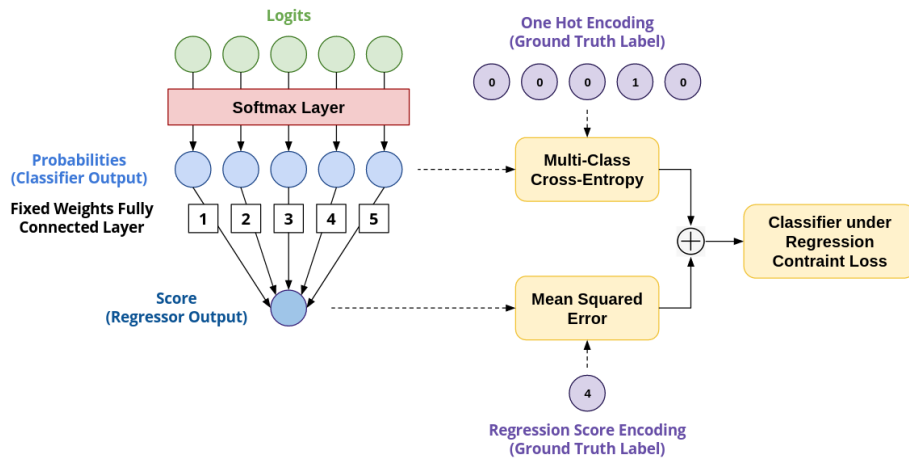 Logits
One Hot Encoding
(Ground Truth Label)
0 0 0 1 0
Softmax Layer
Probabilities
(Classifier Output)
Multi-Class
Cross-Entropy
Fixed Weights Fully
Connected Layer
1 2 3 4 5
Classifier under
Regression
Contraint Loss
Score
(Regressor Output)
Mean Squared
Error
4
Regression Score Encoding
(Ground Truth Label)